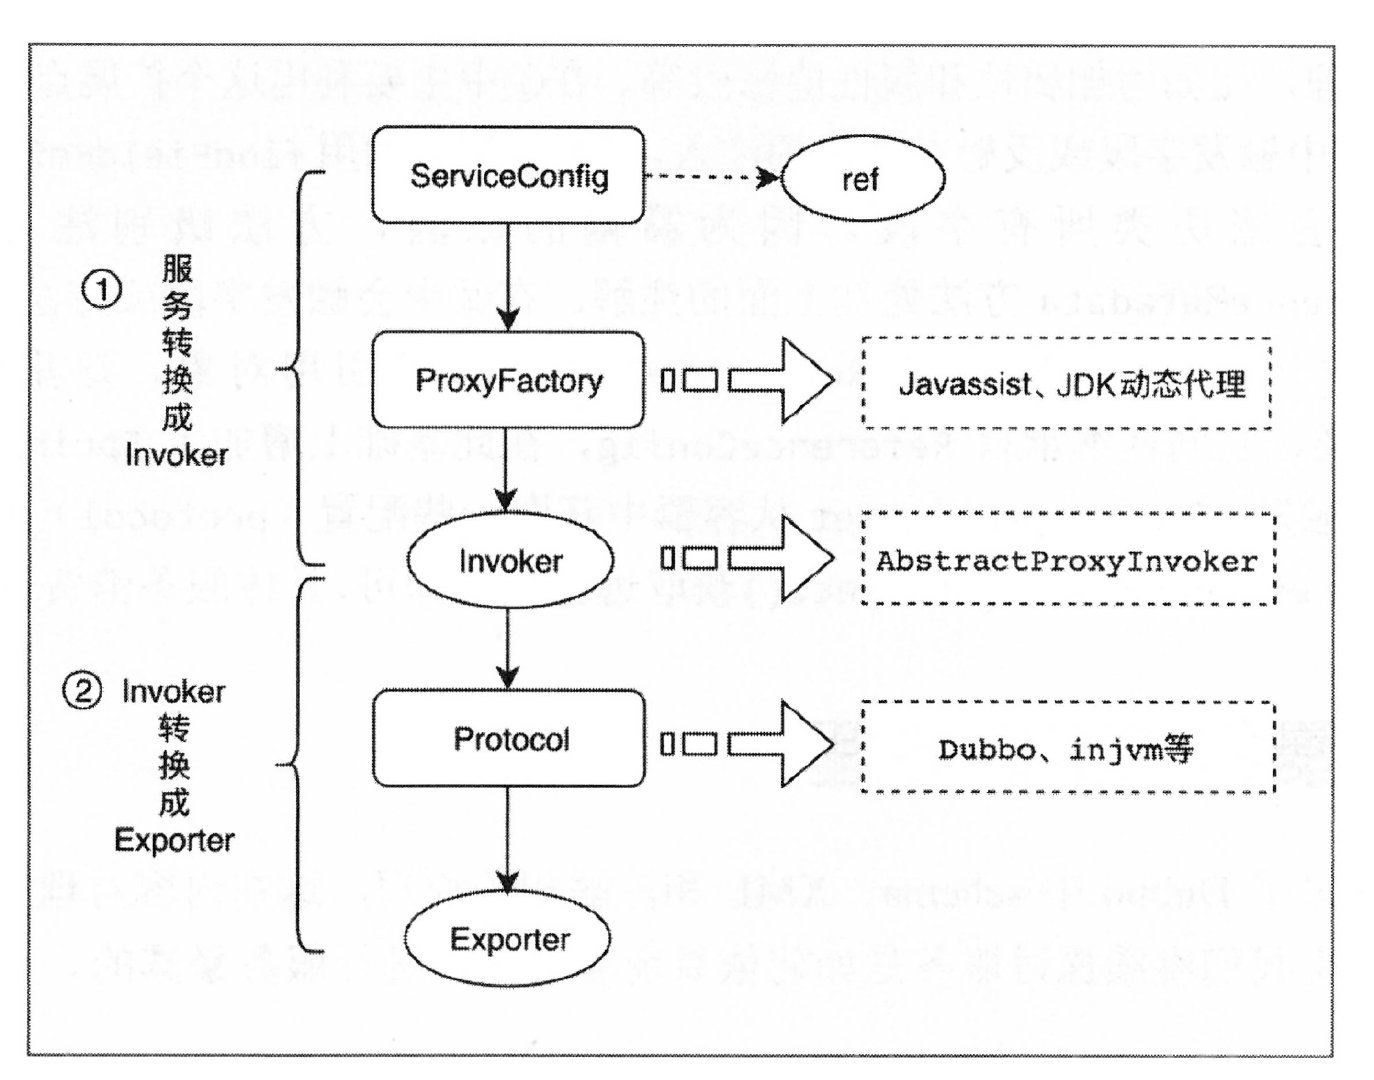 ServiceConfig
ref
①
服
务
转
换
成
Invoker
ProxyFactory
Javassist、JDK动态代理
Invoker
AbstractProxyInvoker
②
Invoker
转
换
成
Exporter
Protocol
Dubbo、injvm等
Exporter